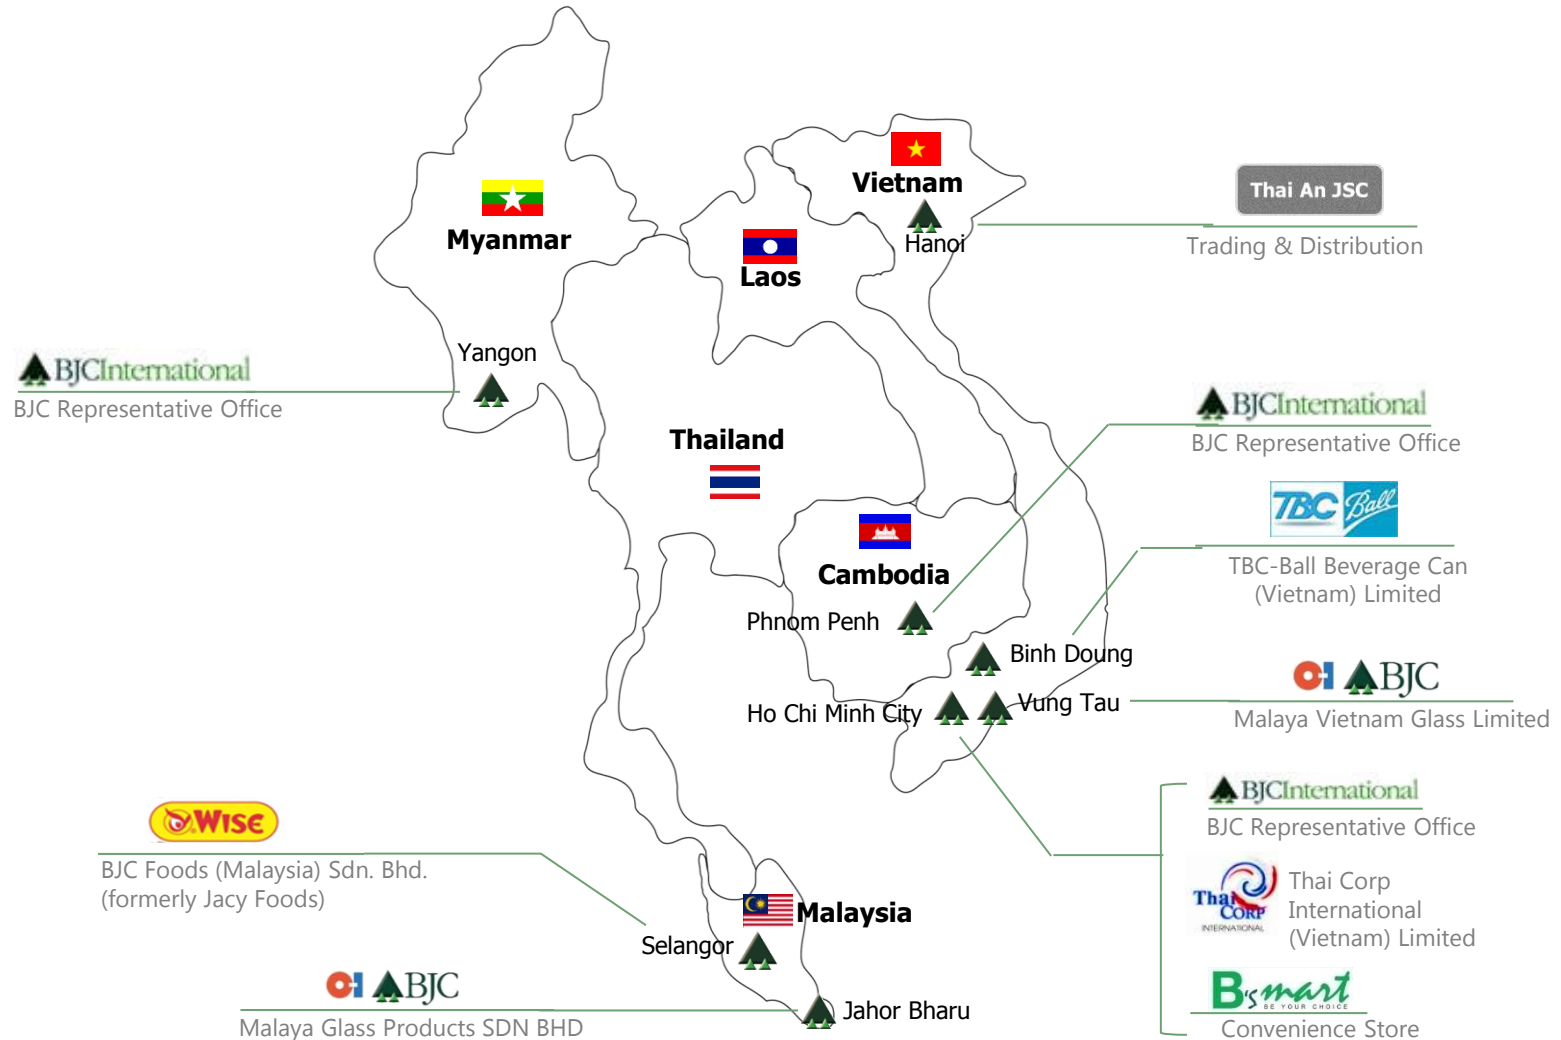 Vietnam
Thai An JSC
Myanmar
Hanoi
Trading & Distribution
Laos
Yangon
BJCInternational
BJC Representative Office
BJCInternational
BJC Representative Office
Thailand
TBC Ball
TBC-Ball Beverage Can
(Vietnam) Limited
Cambodia
Phnom Penh
Binh Doung
BJC
Ho Chi Minh City
Vung Tau
Malaya Vietnam Glass Limited
BJCInternational
BJC Representative Office
WISE
BJC Foods (Malaysia) Sdn. Bhd.
(formerly Jacy Foods)
Thai Corp
INTERNATIONAL
Thai Corp
International
(Vietnam) Limited
Malaysia
Selangor
BJC
Malaya Glass Products SDN BHD
Jahor Bharu
B's mart
BE YOUR CHOICE
Convenience Store